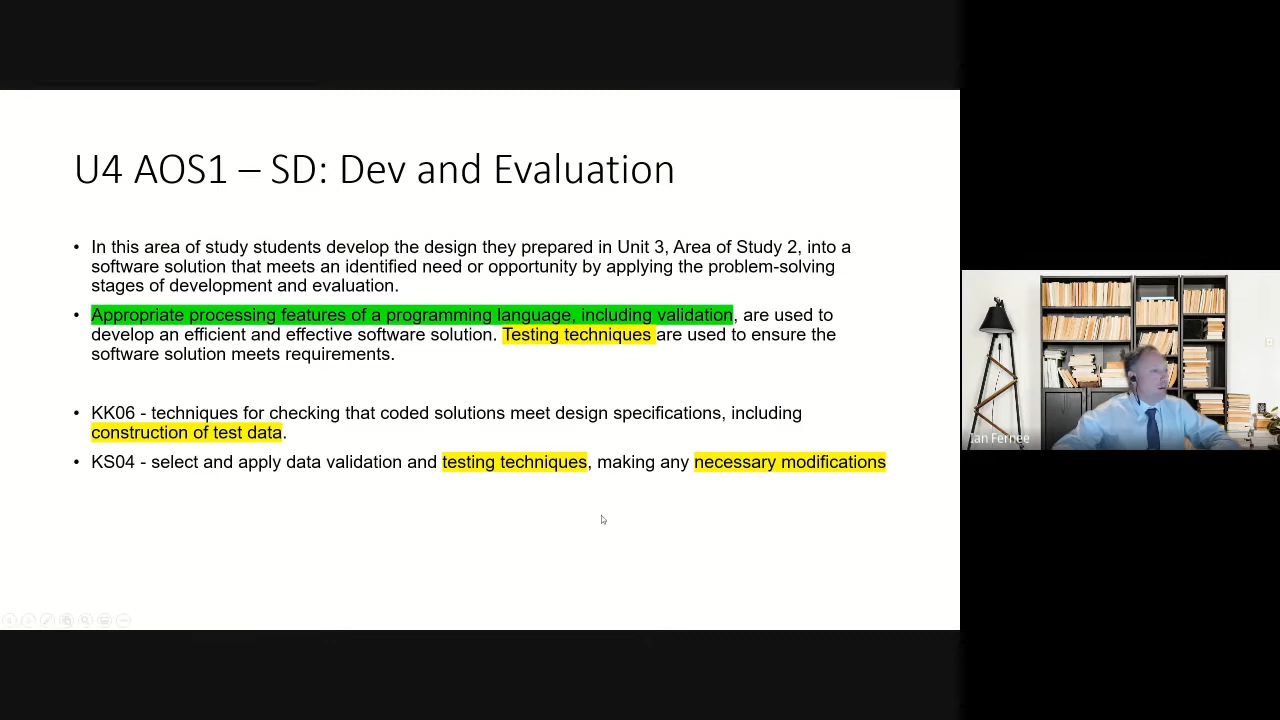 U4 AOS1 – SD: Dev and Evaluation
• In this area of study students develop the design they prepared in Unit 3, Area of Study 2, into a
software solution that meets an identified need or opportunity by applying the problem-solving
stages of development and evaluation.
• Appropriate processing features of a programming language, including validation, are used to
develop an efficient and effective software solution. Testing techniques are used to ensure the
software solution meets requirements.
• KK06 - techniques for checking that coded solutions meet design specifications, including
construction of test data.
• KS04 - select and apply data validation and testing techniques, making any necessary modifications
Ian Fernee